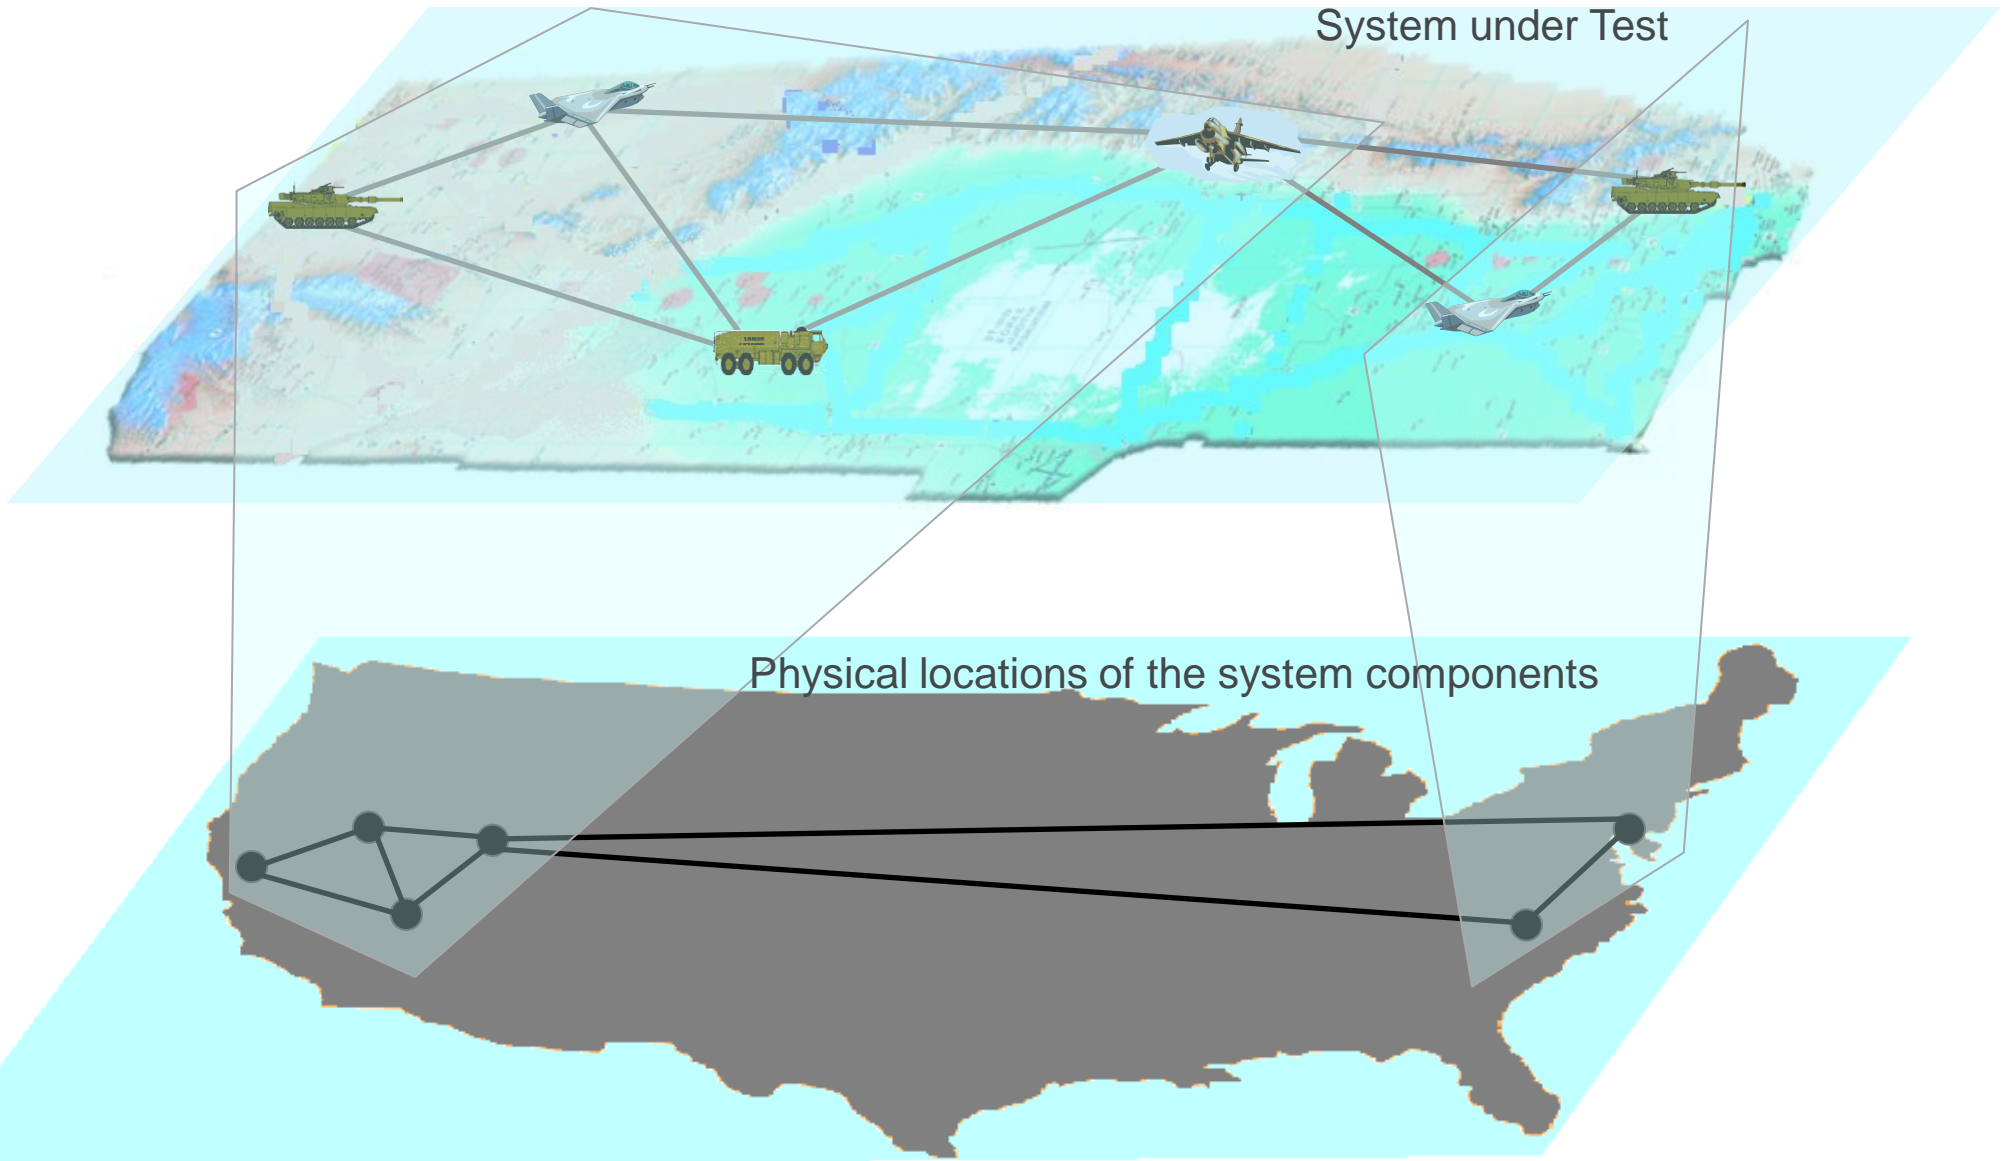 System under Test
Physical locations of the system components